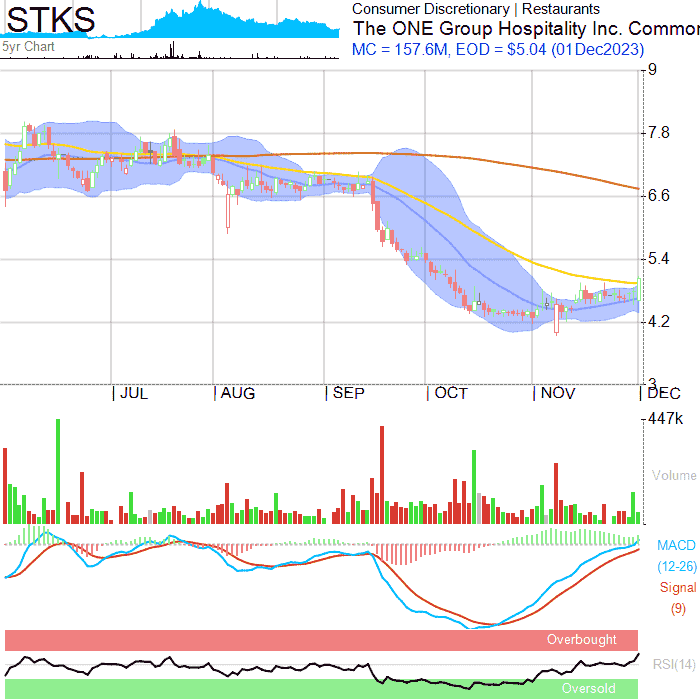 STKS
5yr Chart
Consumer Discretionary | Restaurants
The ONE Group Hospitality Inc. Common
MC = 157.6M, EOD = $5.04 (01Dec2023)
9
7.8
6.6
5.4
4.2
3
| JUL | AUG | SEP | OCT | NOV | DEC
447k
Volume
MACD
(12-26)
Signal
(9)
Overbought
RSI(14)
Oversold